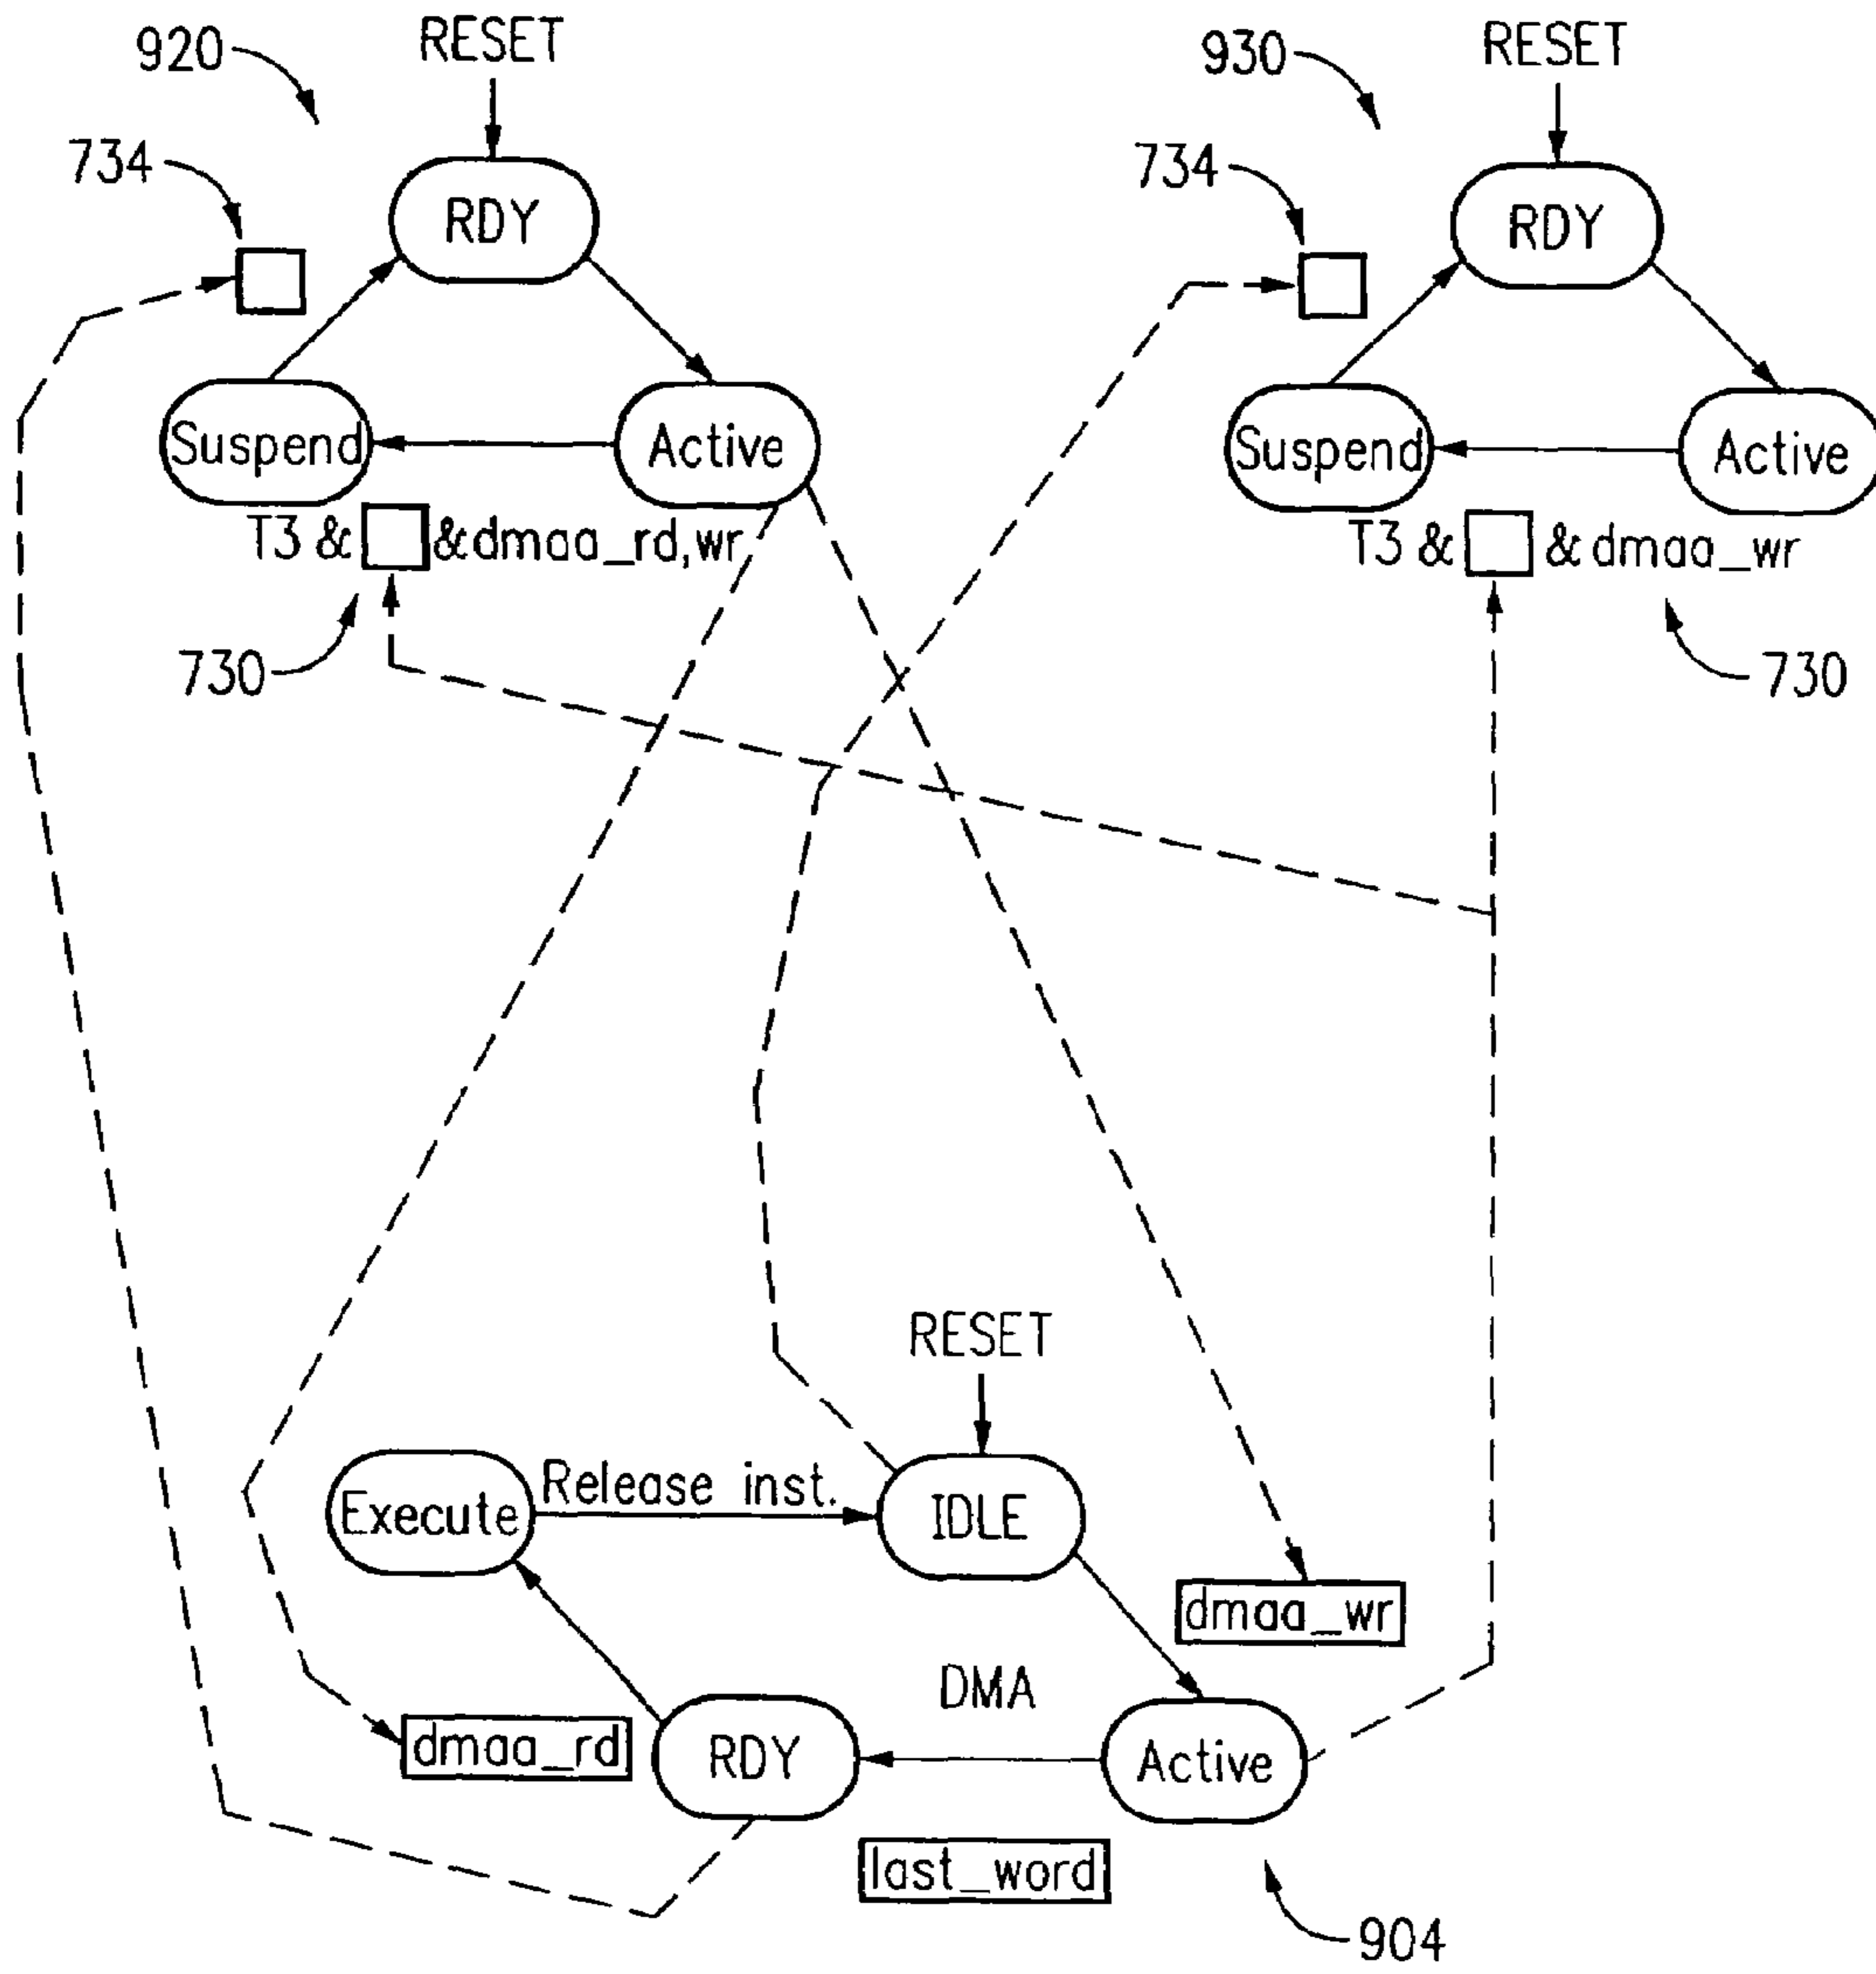 920
RESET
930
RESET
734
734
RDY
RDY
Suspend
Active
Suspend
Active
T3 & &dmaa_rd,wr
T3 & & dmaa_wr
730
730
RESET
Execute
Release inst.
IDLE
dmaa_wr
DMA
dmaa_rd
RDY
Active
last_word
904